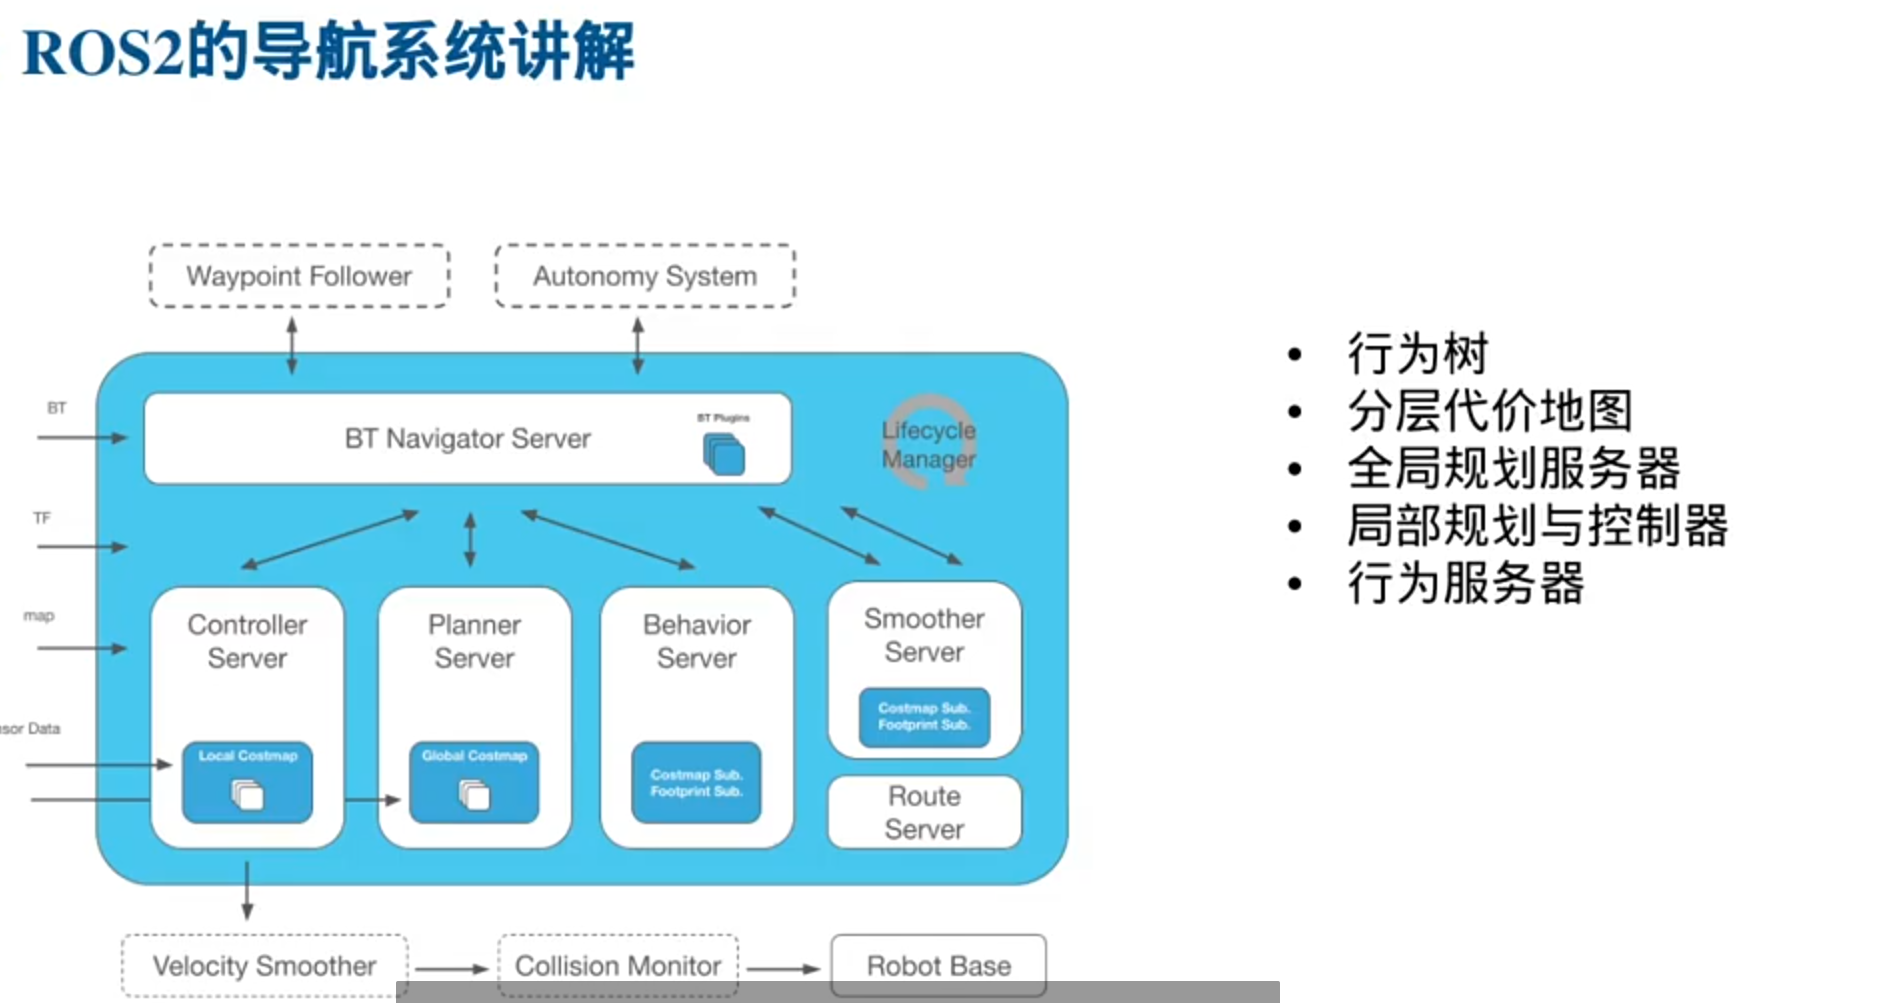 ROS2的导航系统讲解
Waypoint Follower
Autonomy System
BT
BT Navigator Server
BT Plugins
Lifecycle
Manager
TF
map
Controller
Server
Planner
Server
Behavior
Server
Smoother
Server
Costmap Sub.
Footprint Sub.
sor Data
Local Costmap
Global Costmap
Costmap Sub.
Footprint Sub.
Route
Server
Velocity Smoother
Collision Monitor
Robot Base
• 行为树
• 分层代价地图
• 全局规划服务器
• 局部规划与控制器
• 行为服务器